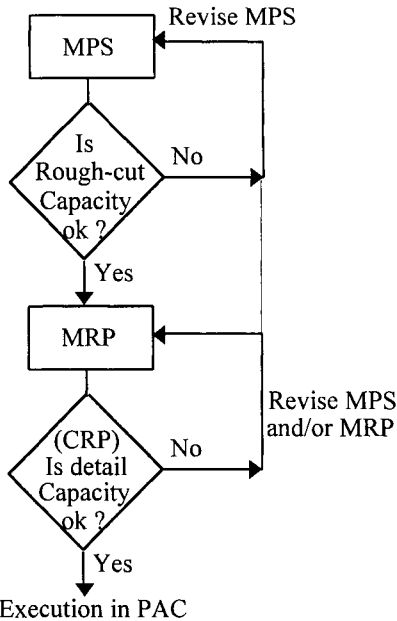 Revise MPS
MPS
Is
Rough-cut
Capacity
ok ?
No
Yes
MRP
Revise MPS
and/or MRP
(CRP)
Is detail
Capacity
ok ?
No
Yes
Execution in PAC